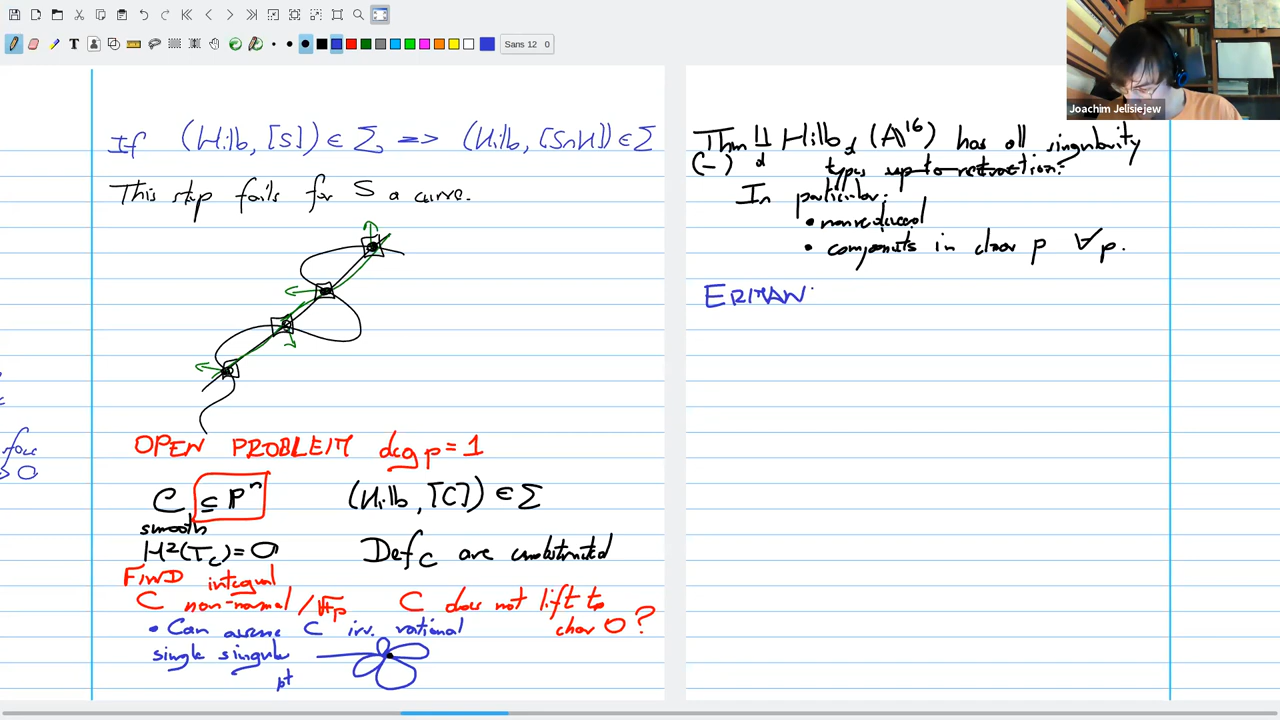 Sans 12 0
Joachim Jelisiejew
If (Hilb, [S]) ∈ Σ => (Hilb, [S∩H]) ∈ Σ
This step fails for S a curve.
OPEN PROBLEM deg p = 1
C ⊆ Pⁿ (Hilb, [C]) ∈ Σ
smooth
H²(T_C) = 0 Def_C are unobstructed
FIND integral
C non-normal / F_p C does not lift to
char 0?
• Can assume C irr. rational
single singular
pt
Thm ∐_d Hilb_d (A¹⁶) has all singularity
(-) types up to retraction.
In particular:
• nonreduced
• components in char p ∀p.
ERMAN: